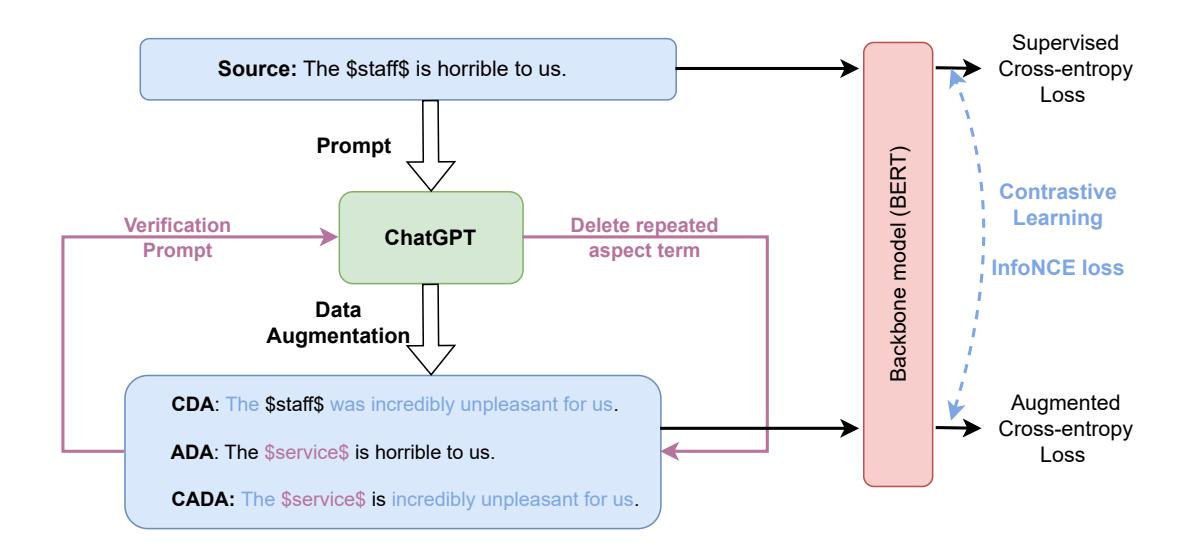 Source: The $staff$ is horrible to us.
Supervised
Cross-entropy
Loss
Prompt
Verification
Prompt
ChatGPT
Delete repeated
aspect term
Contrastive
Learning
InfoNCE loss
Backbone model (BERT)
Data
Augmentation
CDA: The $staff$ was incredibly unpleasant for us.
ADA: The $service$ is horrible to us.
CADA: The $service$ is incredibly unpleasant for us.
Augmented
Cross-entropy
Loss